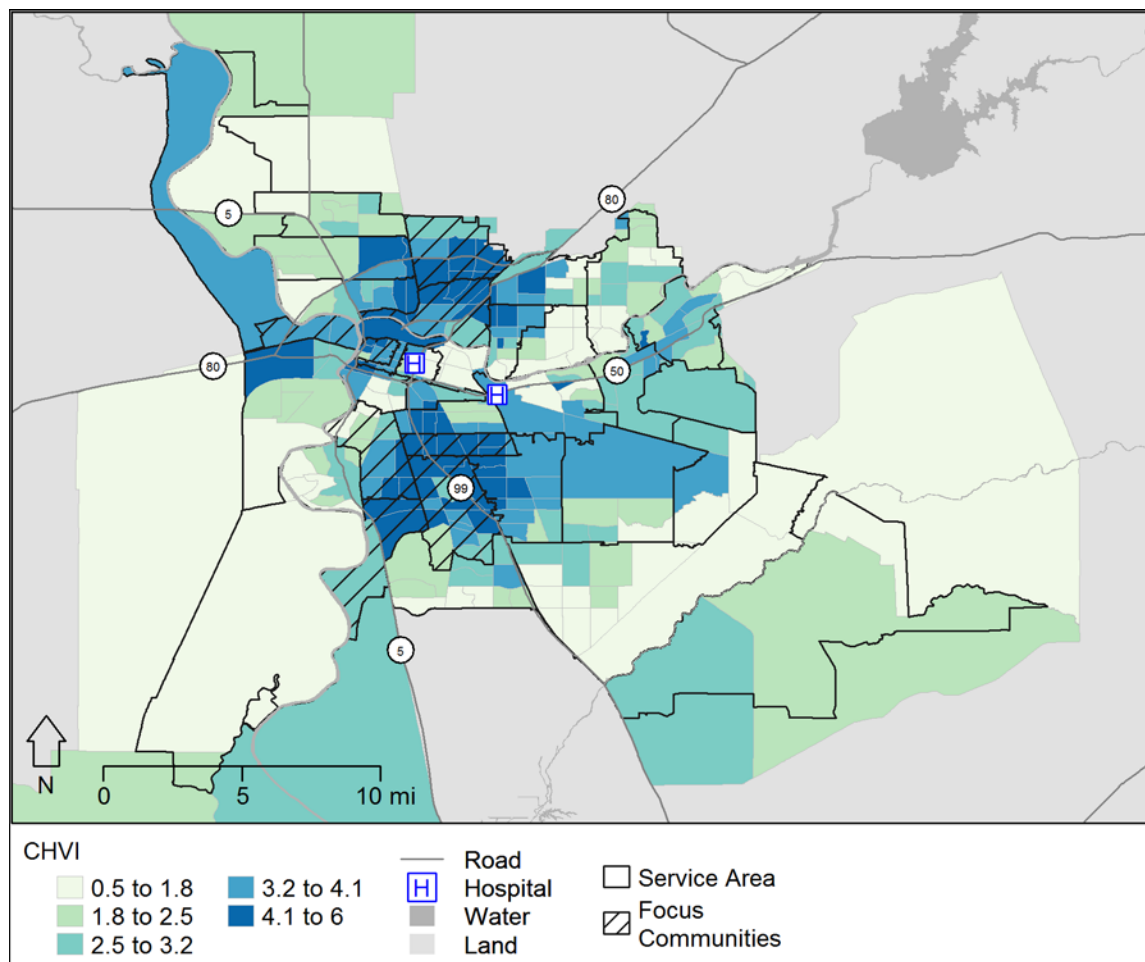 80
5
80
50
H
H
99
5
N
0 5 10 mi
CHVI
0.5 to 1.8
1.8 to 2.5
2.5 to 3.2
3.2 to 4.1
4.1 to 6
Road
H Hospital
Water
Land
Service Area
Focus
Communities